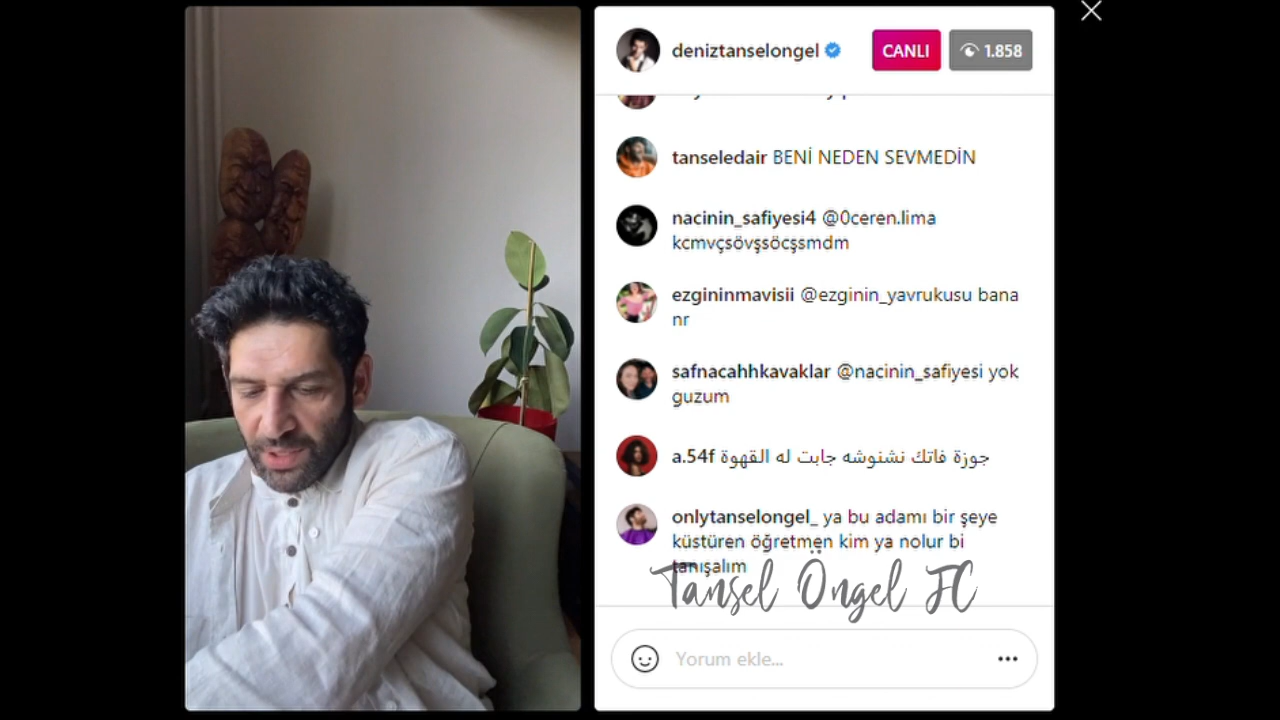 deniztanselongel
CANLI
1.858
tanseledair BENİ NEDEN SEVMEDİN
nacinin_safiyesi4 @0ceren.lima
kcmvçsövşsöcşsmdm
ezgininmavisii @ezginin_yavrukusu bana
nr
safnacahhkavaklar @nacinin_safiyesi yok
guzum
a.54f جوزة فاتك نشنوشه جابت له القهوة
onlytanselongel_ ya bu adamı bir şeye
küstüren öğretmen kim ya nolur bi
tanışalım
Tansel Öngel FC
Yorum ekle...